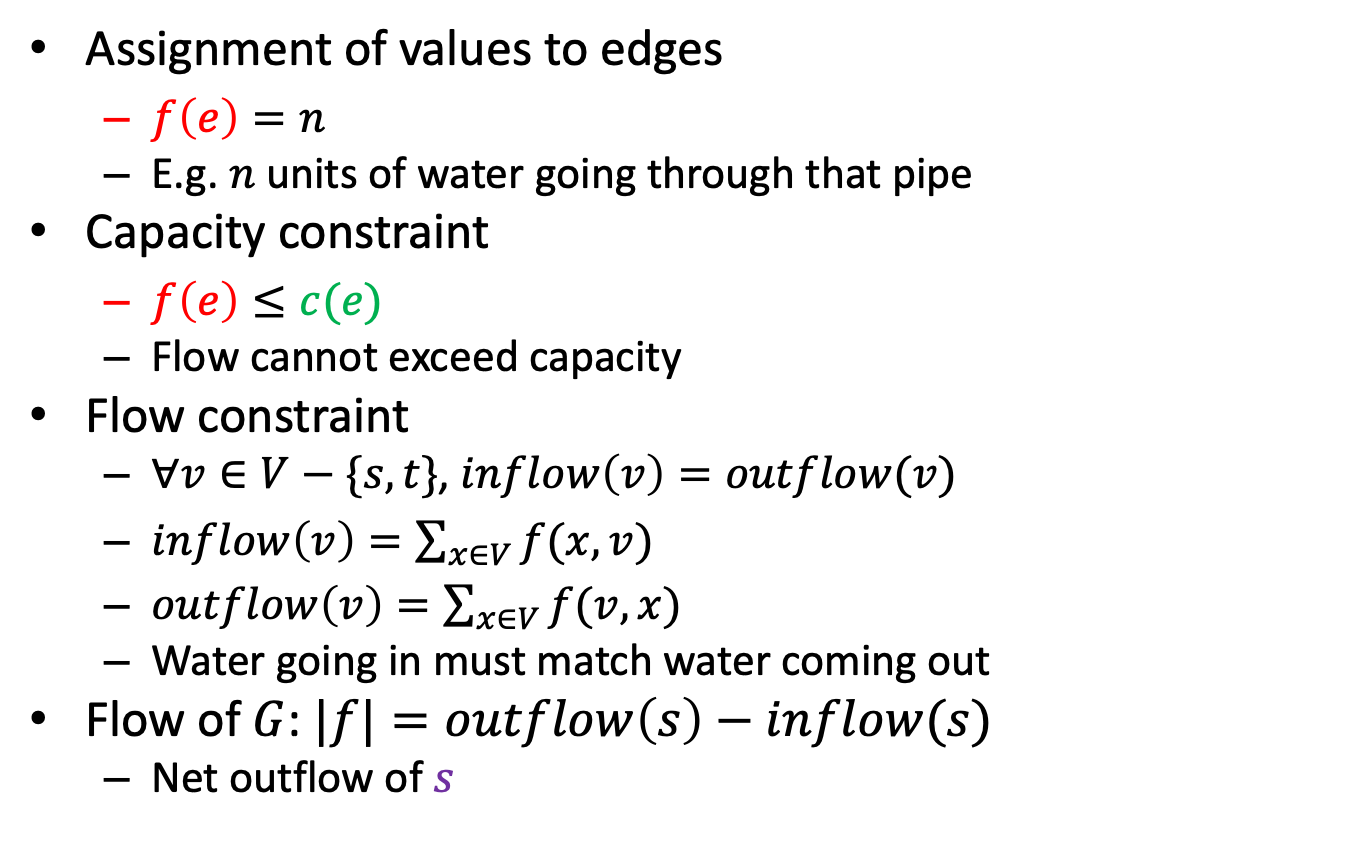 • Assignment of values to edges
– f(e) = n
– E.g. n units of water going through that pipe
• Capacity constraint
– f(e) ≤ c(e)
– Flow cannot exceed capacity
• Flow constraint
– ∀v ∈ V − {s, t}, inflow(v) = outflow(v)
– inflow(v) = ∑x∈V f(x, v)
– outflow(v) = ∑x∈V f(v, x)
– Water going in must match water coming out
• Flow of G: |f| = outflow(s) − inflow(s)
– Net outflow of s